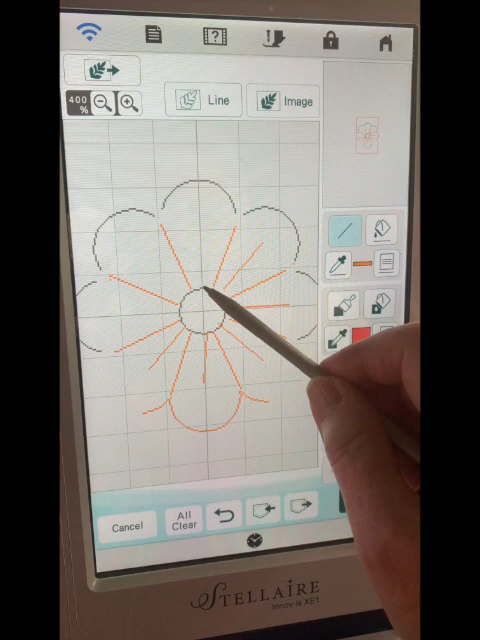 400
%
Line
Image
Cancel
All
Clear
STELLAIRE
Innov-is XE1